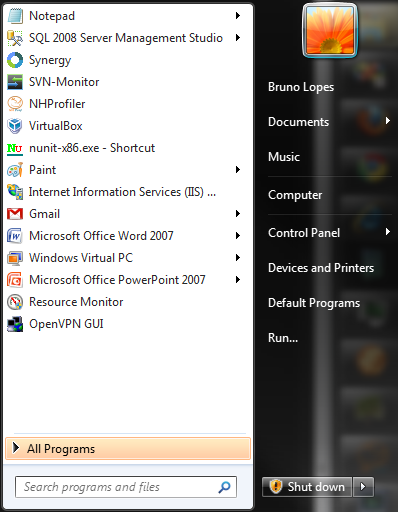 Notepad
SQL 2008 Server Management Studio
Synergy
SVN-Monitor
NHProfiler
VirtualBox
nunit-x86.exe - Shortcut
Paint
Internet Information Services (IIS) ...
Gmail
Microsoft Office Word 2007
Windows Virtual PC
Microsoft Office PowerPoint 2007
Resource Monitor
OpenVPN GUI
All Programs
Search programs and files
Bruno Lopes
Documents
Music
Computer
Control Panel
Devices and Printers
Default Programs
Run...
Shut down